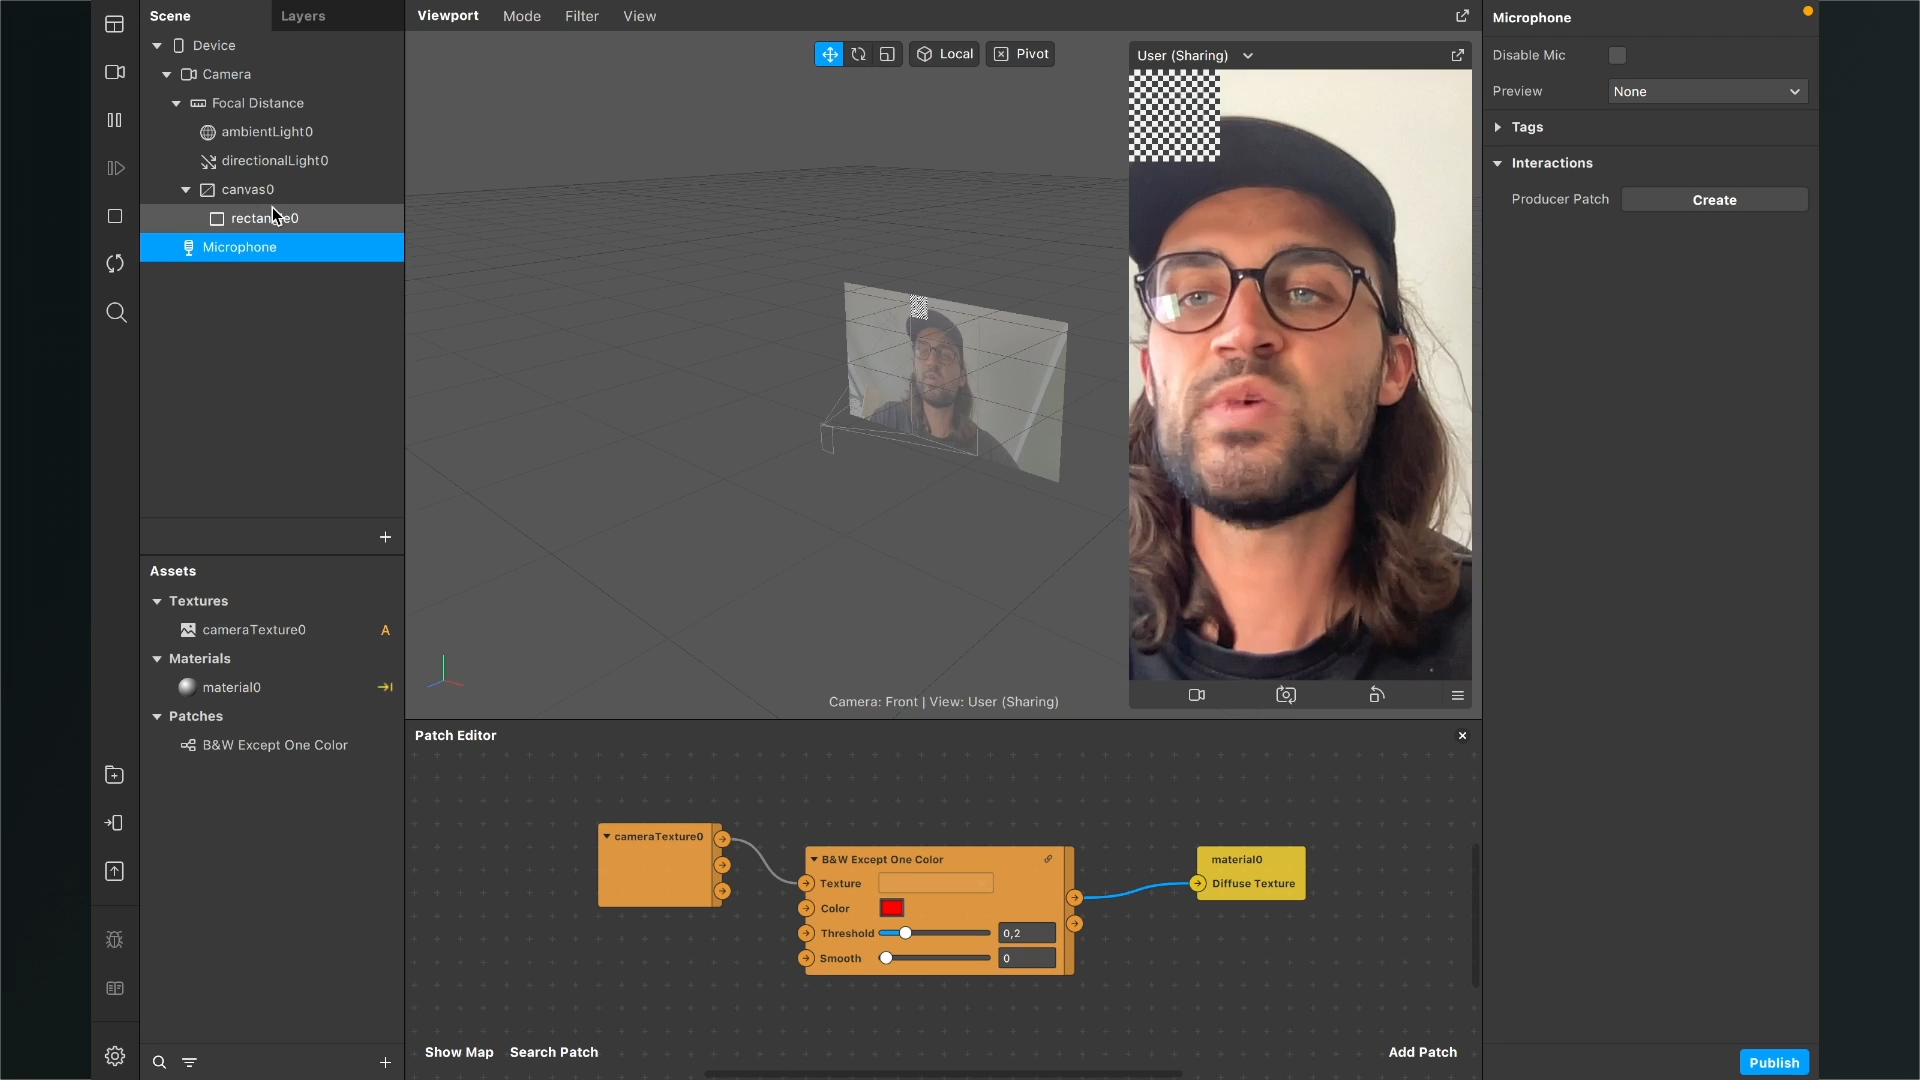 Scene
Layers
Device
Camera
Focal Distance
ambientLight0
directionalLight0
canvas0
Microphone
Assets
Textures
cameraTexture0
A
Materials
material0
Patches
B&W Except One Color
Viewport
Mode
Filter
View
Local
Pivot
User (Sharing)
Camera: Front | View: User (Sharing)
Patch Editor
cameraTexture0
B&W Except One Color
Texture
Color
Threshold
0,2
Smooth
0
material0
Diffuse Texture
Show Map
Search Patch
Add Patch
Microphone
Disable Mic
Preview
None
Tags
Interactions
Producer Patch
Create
Publish